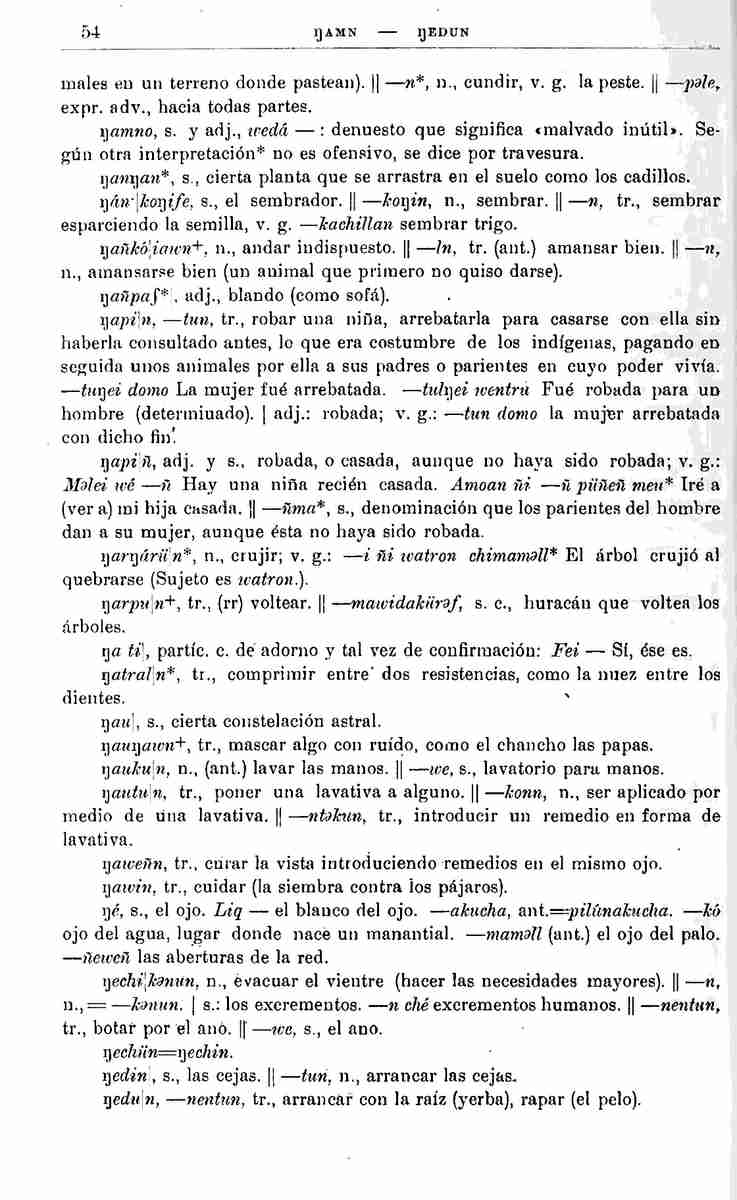 54 ŋAMN — ŋEDUN
males en un terreno donde pastean). || —n*, n., cundir, v. g. la peste. || —pəle,
expr. adv., hacia todas partes.
ŋamno, s. y adj., wedá — : denuesto que significa «malvado inútil». Se-
gún otra interpretación* no es ofensivo, se dice por travesura.
ŋanŋan*, s., cierta planta que se arrastra en el suelo como los cadillos.
ŋán·|koŋife, s., el sembrador. || —koŋin, n., sembrar. || —n, tr., sembrar
esparciendo la semilla, v. g. —kachillan sembrar trigo.
ŋañkó|iawn+, n., andar indispuesto. || —ln, tr. (ant.) amansar bien. || —n,
n., amansarse bien (un animal que primero no quiso darse).
ŋañpaf*|, adj., blando (como sofá).
ŋapi|n, —tun, tr., robar una niña, arrebatarla para casarse con ella sin
haberla consultado antes, lo que era costumbre de los indígenas, pagando en
seguida unos animales por ella a sus padres o parientes en cuyo poder vivía.
—tuŋei domo La mujer fué arrebatada. —tulŋei wentru Fué robada para un
hombre (determinado). | adj.: robada; v. g.: —tun domo la mujer arrebatada
con dicho fin.
ŋapi|ñ, adj. y s., robada, o casada, aunque no haya sido robada; v. g.:
Məlei wé —ñ Hay una niña recién casada. Amoan ñi —ñ püñeñ meu* Iré a
(ver a) mi hija casada. || —ñma*, s., denominación que los parientes del hombre
dan a su mujer, aunque ésta no haya sido robada.
ŋarŋárü|n*, n., crujir; v. g.: —i ñi watron chimaməll* El árbol crujió al
quebrarse (Sujeto es watron.).
ŋarpu|n+, tr., (rr) voltear. || —mawidakürəf, s. c., huracán que voltea los
árboles.
ŋa ti|, partíc. c. de adorno y tal vez de confirmación: Fei — Sí, ése es.
ŋatral|n*, tr., comprimir entre dos resistencias, como la nuez entre los
dientes.
ŋau|, s., cierta constelación astral.
ŋauŋawn+, tr., mascar algo con ruído, como el chancho las papas.
ŋauku|n, n., (ant.) lavar las manos. || —we, s., lavatorio para manos.
ŋautu|n, tr., poner una lavativa a alguno. || —konn, n., ser aplicado por
medio de una lavativa. || —ntəkun, tr., introducir un remedio en forma de
lavativa.
ŋaweñn, tr., curar la vista introduciendo remedios en el mismo ojo.
ŋawin, tr., cuidar (la siembra contra los pájaros).
ŋé, s., el ojo. Liq — el blanco del ojo. —akucha, ant.=pilúnakucha. —kó
ojo del agua, lugar donde nace un manantial. —maməll (ant.) el ojo del palo.
—ñeweñ las aberturas de la red.
ŋechi|kənun, n., evacuar el vientre (hacer las necesidades mayores). || —n,
n., = —kənun. | s.: los excrementos. —n ché excrementos humanos. || —nentun,
tr., botar por el ano. || —we, s., el ano.
ŋechün=ŋechin.
ŋedin|, s., las cejas. || —tun, n., arrancar las cejas.
ŋedu|n, —nentun, tr., arrancar con la raíz (yerba), rapar (el pelo).